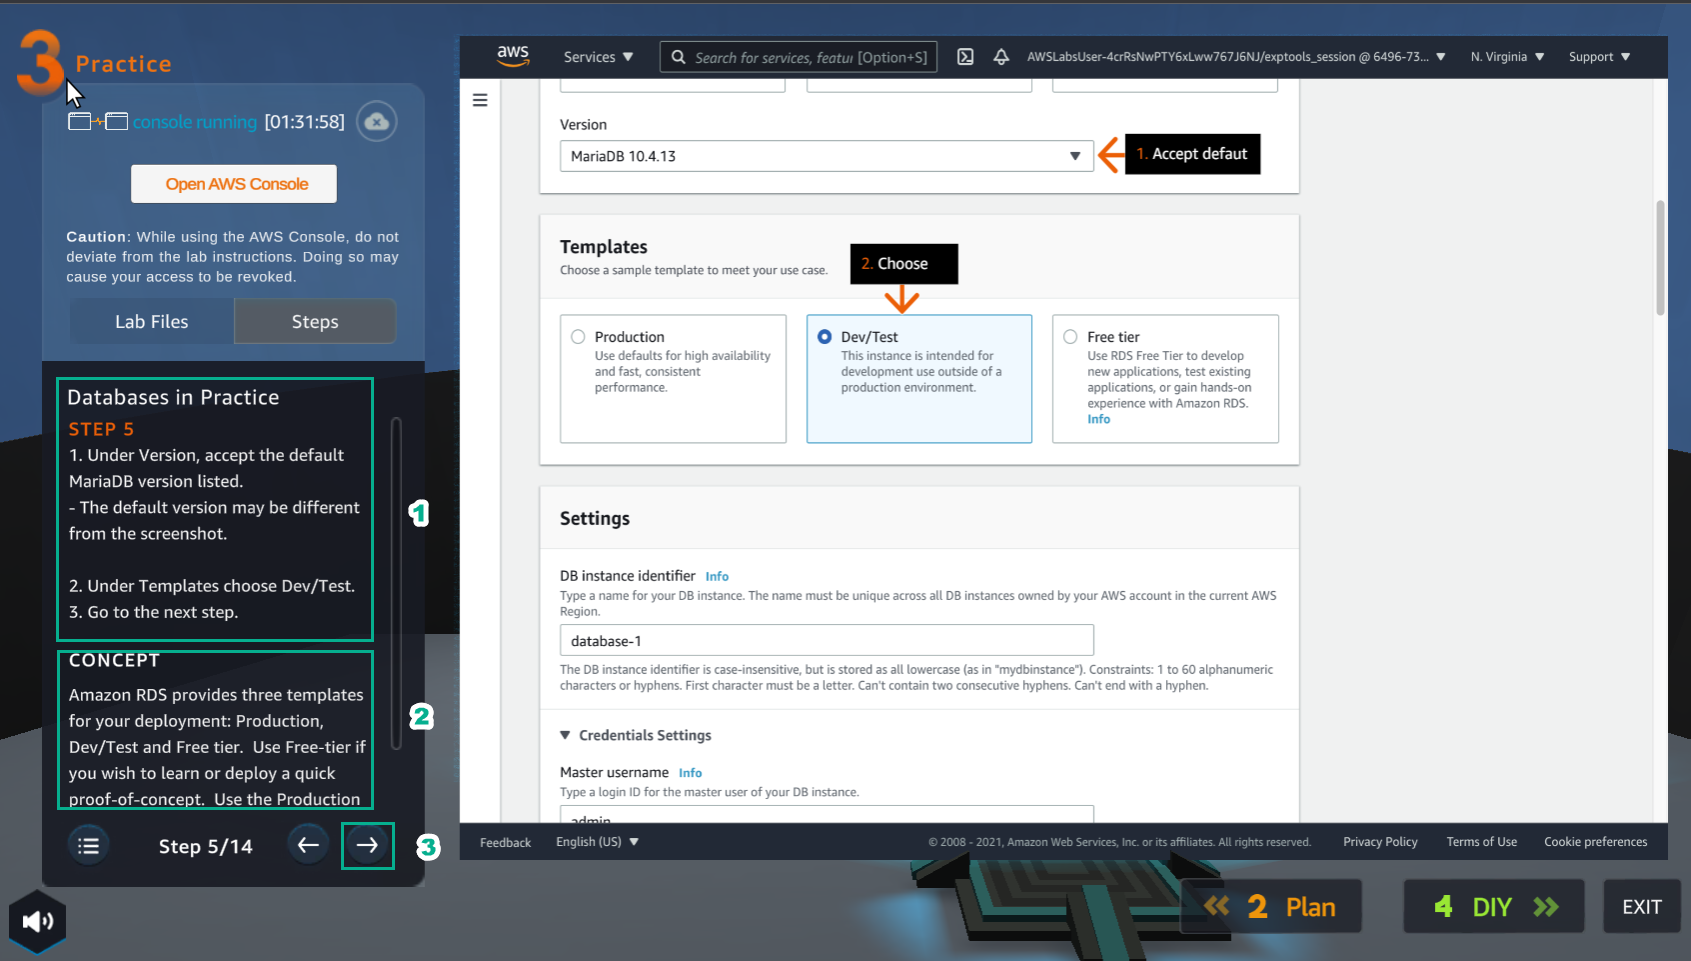 3 Practice
console running [01:31:58]
Open AWS Console
Caution: While using the AWS Console, do not
deviate from the lab instructions. Doing so may
cause your access to be revoked.
Lab Files
Steps
Databases in Practice
STEP 5
1. Under Version, accept the default
MariaDB version listed.
- The default version may be different
from the screenshot.
2. Under Templates choose Dev/Test.
3. Go to the next step.
1
CONCEPT
Amazon RDS provides three templates
for your deployment: Production,
Dev/Test and Free tier. Use Free-tier if
you wish to learn or deploy a quick
proof-of-concept. Use the Production
2
Step 5/14
3
aws
Services
Search for services, featur [Option+S]
AWSLabsUser-4crRsNwPTY6xLww767J6NJ/exptools_session @ 6496-73...
N. Virginia
Support
Version
MariaDB 10.4.13
1. Accept defaut
Templates
Choose a sample template to meet your use case.
2. Choose
Production
Use defaults for high availability
and fast, consistent
performance.
Dev/Test
This instance is intended for
development use outside of a
production environment.
Free tier
Use RDS Free Tier to develop
new applications, test existing
applications, or gain hands-on
experience with Amazon RDS.
Info
Settings
DB instance identifier Info
Type a name for your DB instance. The name must be unique across all DB instances owned by your AWS account in the current AWS
Region.
database-1
The DB instance identifier is case-insensitive, but is stored as all lowercase (as in "mydbinstance"). Constraints: 1 to 60 alphanumeric
characters or hyphens. First character must be a letter. Can't contain two consecutive hyphens. Can't end with a hyphen.
Credentials Settings
Master username Info
Type a login ID for the master user of your DB instance.
admin
Feedback
English (US)
© 2008 - 2021, Amazon Web Services, Inc. or its affiliates. All rights reserved.
Privacy Policy
Terms of Use
Cookie preferences
2 Plan
4 DIY
EXIT